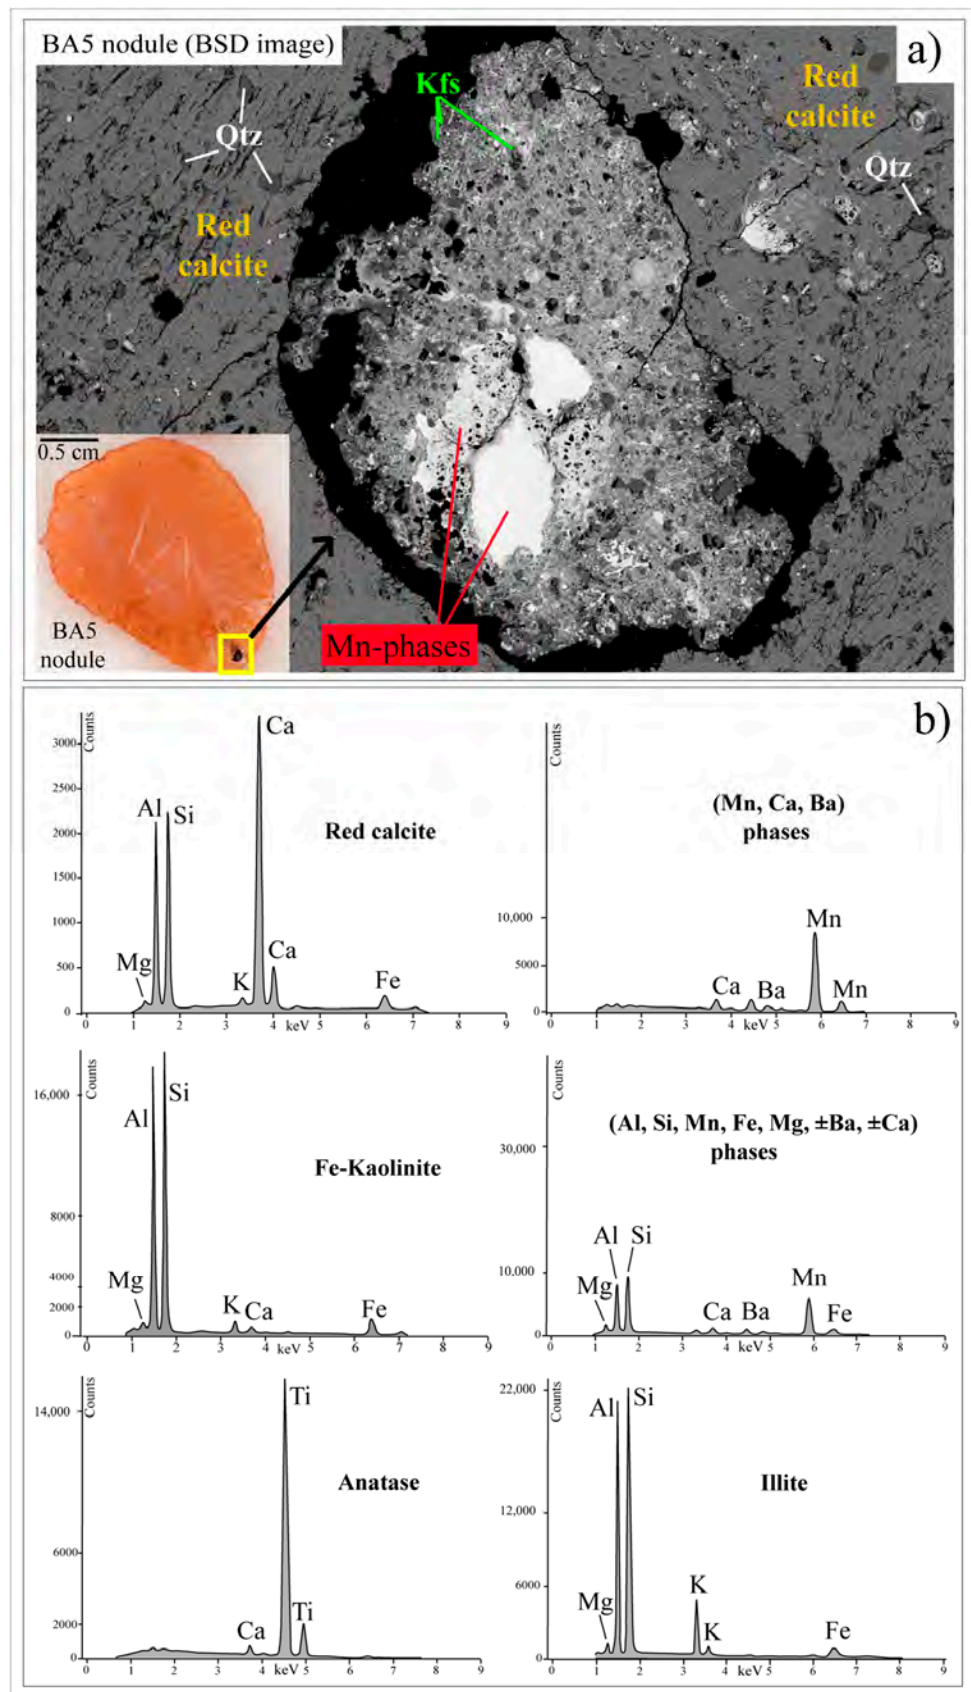 BA5 nodule (BSD image)
a)
Kfs
Red
calcite
Qtz
Qtz
Red
calcite
0.5 cm
BA5
nodule
Mn-phases
b)
Counts
3000
2500
2000
1500
1000
500
0
Al
Si
Ca
Red calcite
Mg
K
Ca
Fe
0 1 2 3 4 keV 5 6 7 8 9
Counts
(Mn, Ca, Ba)
phases
10,000
5000
0
Mn
Ca
Ba
Mn
0 1 2 3 4 keV 5 6 7 8 9
Counts
16,000
8000
4000
2000
0
Al
Si
Fe-Kaolinite
Mg
K
Ca
Fe
0 1 2 3 4 keV 5 6 7 8 9
Counts
(Al, Si, Mn, Fe, Mg, ±Ba, ±Ca)
phases
30,000
10,000
0
Al
Si
Mg
Ca
Ba
Mn
Fe
0 1 2 3 4 keV 5 6 7 8 9
Counts
14,000
6000
2000
0
Ti
Anatase
Ca
Ti
0 1 2 3 4 keV 5 6 7 8 9
Counts
22,000
12,000
6000
0
Al
Si
Illite
Mg
K
K
Fe
0 1 2 3 4 keV 5 6 7 8 9